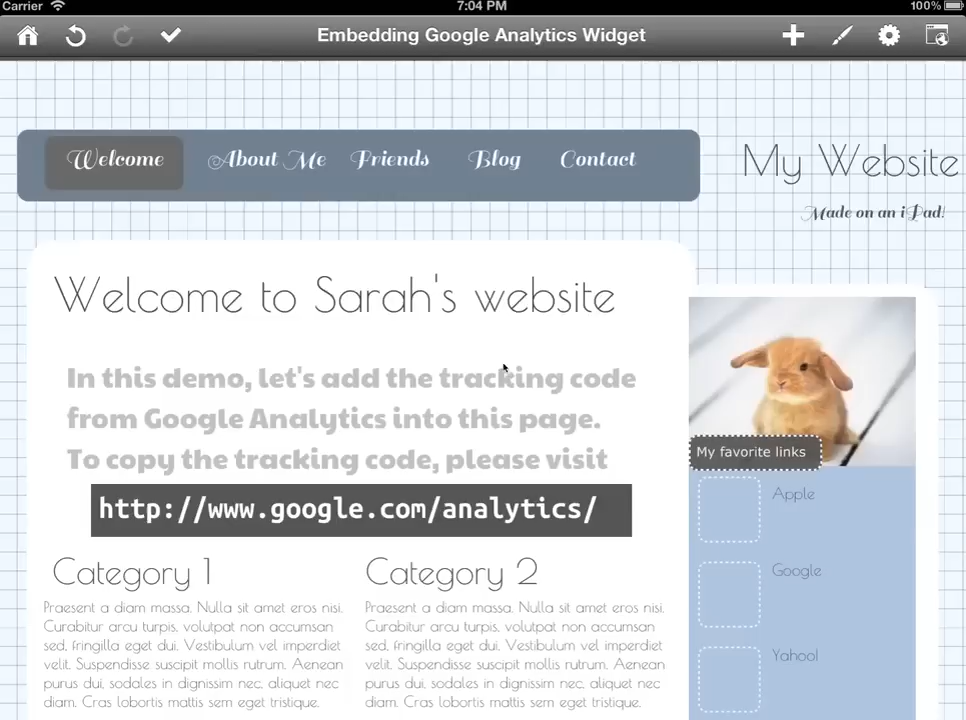 Carrier 7:04 PM 100%
Embedding Google Analytics Widget
Welcome About Me Friends Blog Contact
My Website
Made on an iPad!
Welcome to Sarah's website
In this demo, let's add the tracking code
from Google Analytics into this page.
To copy the tracking code, please visit
http://www.google.com/analytics/
My favorite links
Apple
Google
Yahoo!
Category 1
Praesent a diam massa. Nulla sit amet eros nisi.
Curabitur arcu turpis, volutpat non accumsan
sed, fringilla eget dui. Vestibulum vel imperdiet
velit. Suspendisse suscipit mollis rutrum. Aenean
purus dui, sodales in dignissim nec, aliquet nec
diam. Cras lobortis mattis sem eget tristique.
Category 2
Praesent a diam massa. Nulla sit amet eros nisi.
Curabitur arcu turpis, volutpat non accumsan
sed, fringilla eget dui. Vestibulum vel imperdiet
velit. Suspendisse suscipit mollis rutrum. Aenean
purus dui, sodales in dignissim nec, aliquet nec
diam. Cras lobortis mattis sem eget tristique.